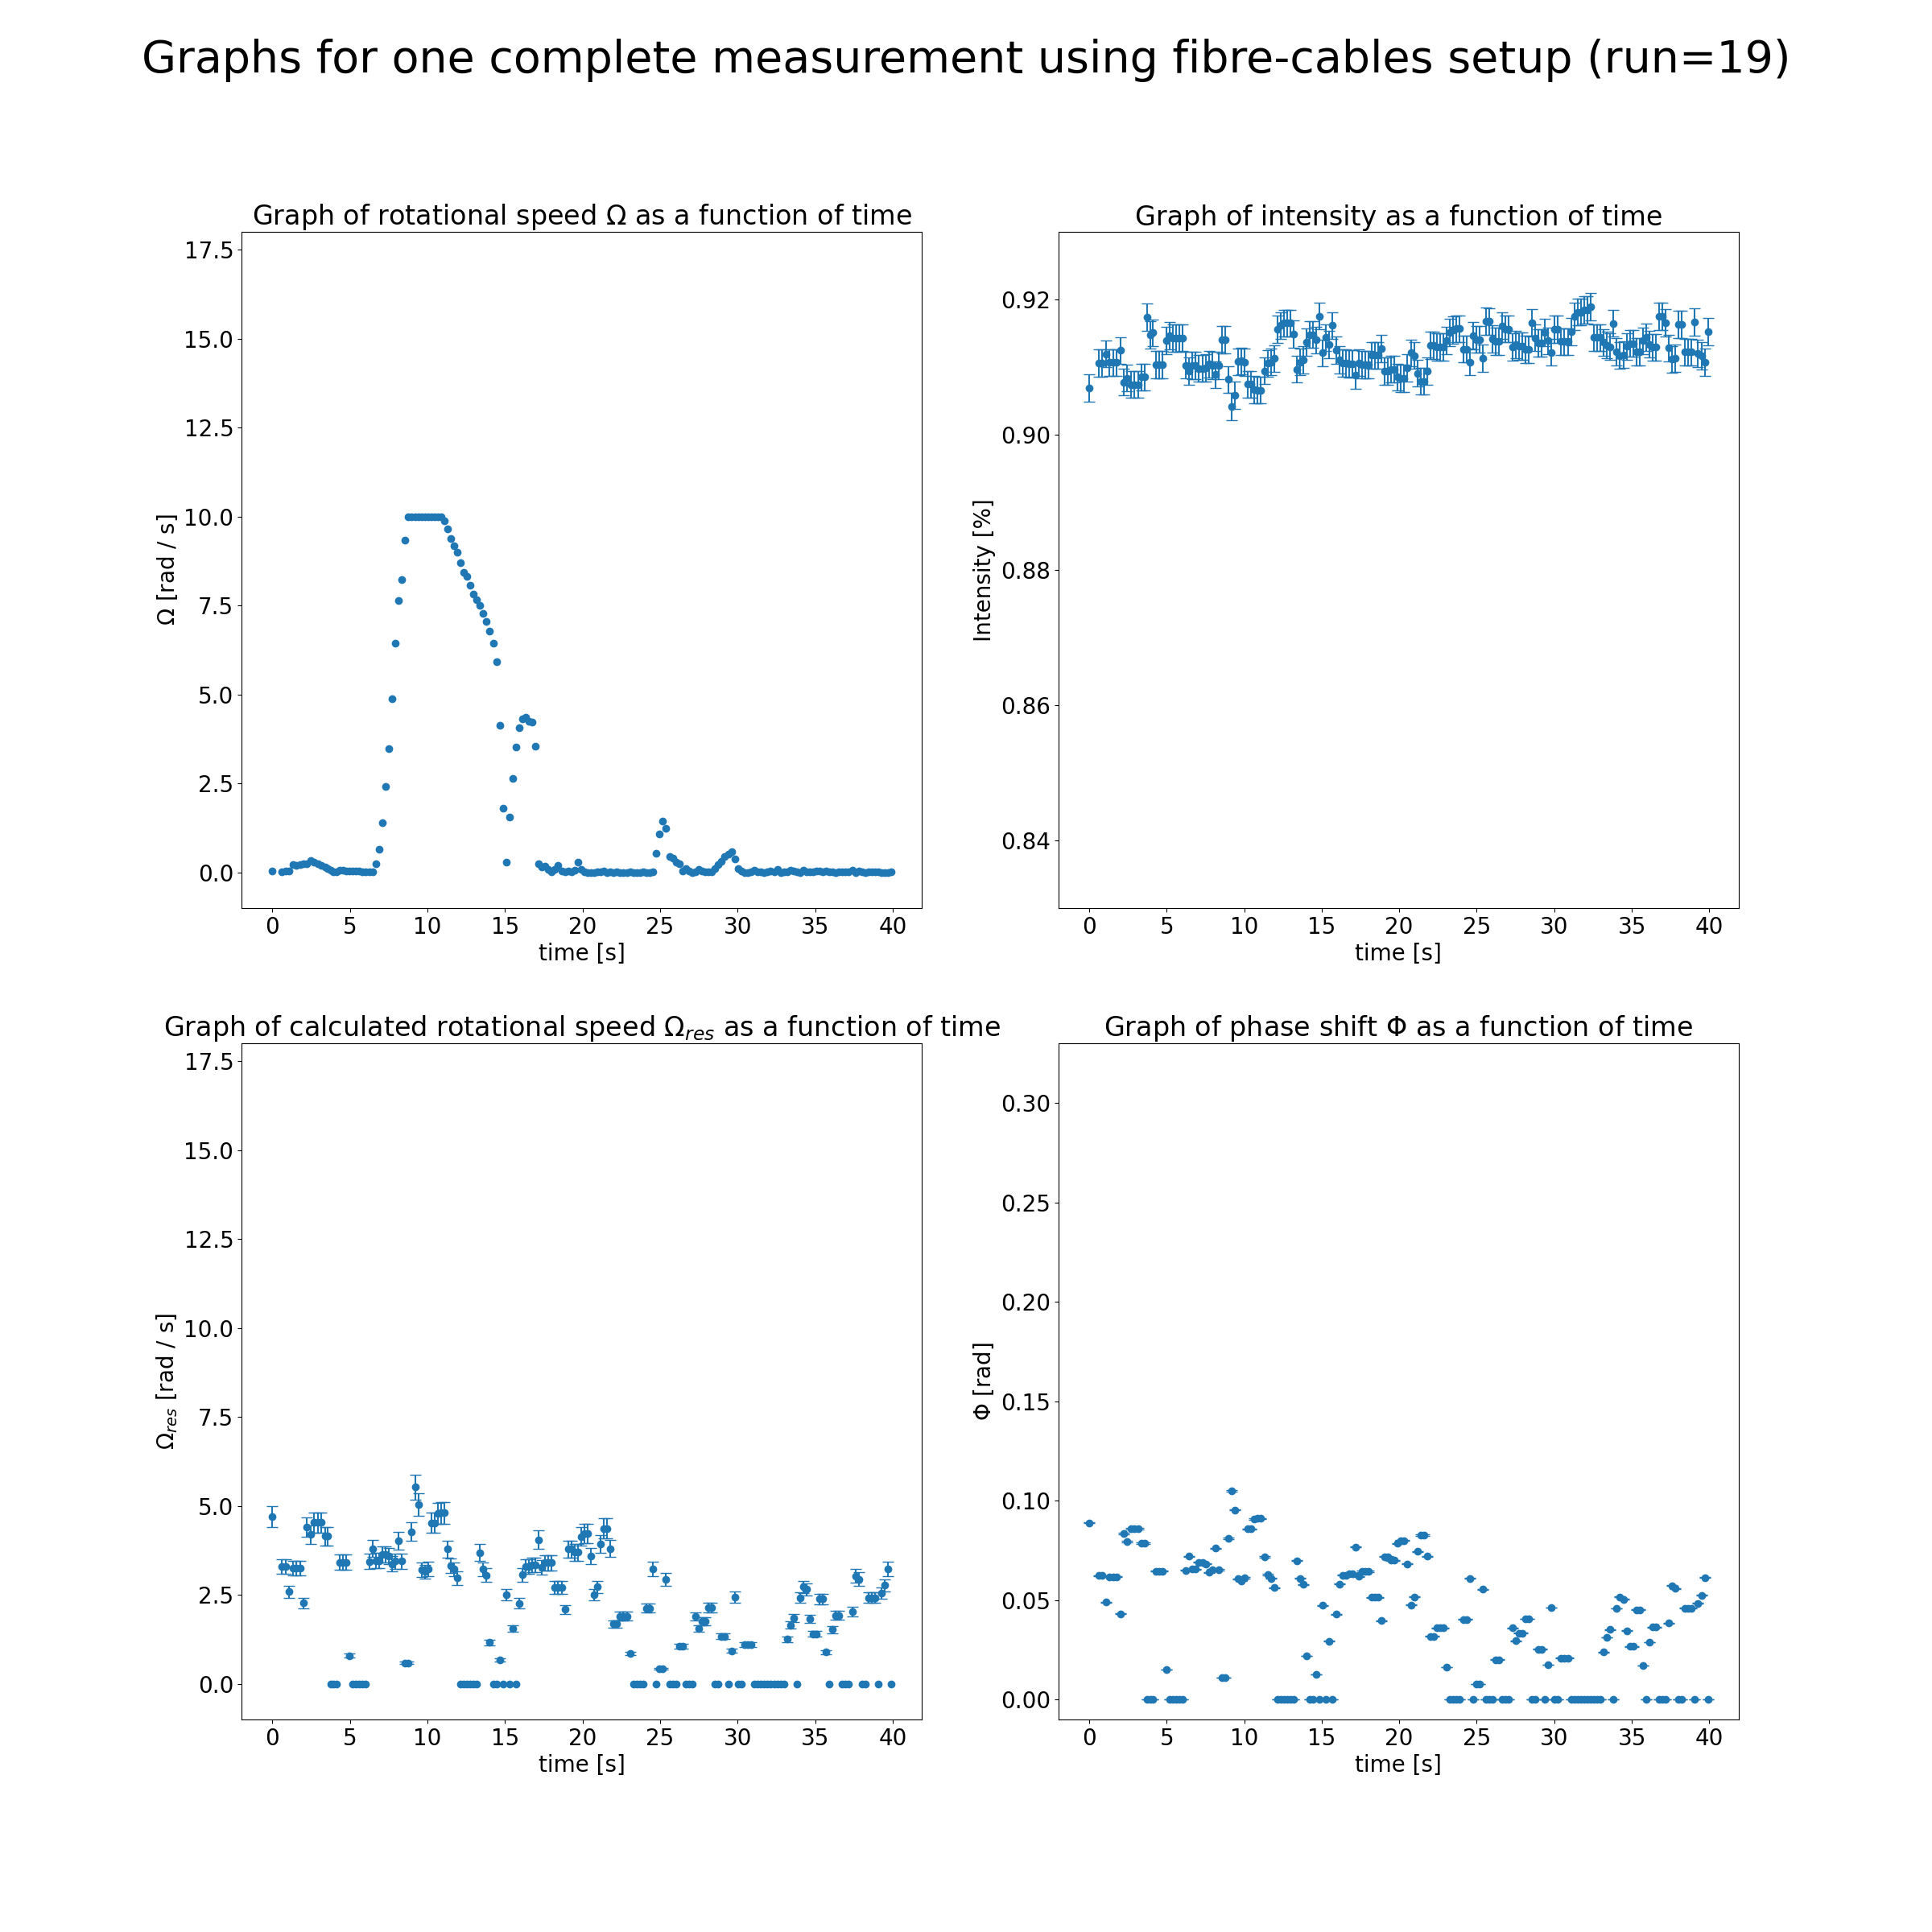 Graphs for one complete measurement using fibre-cables setup (run=19)
Graph of rotational speed Ω as a function of time
17.5
15.0
12.5
10.0
7.5
5.0
2.5
0.0
Ω [rad / s]
0 5 10 15 20 25 30 35 40
time [s]
Graph of intensity as a function of time
0.92
0.90
0.88
0.86
0.84
Intensity [%]
0 5 10 15 20 25 30 35 40
time [s]
Graph of calculated rotational speed Ω_res as a function of time
17.5
15.0
12.5
10.0
7.5
5.0
2.5
0.0
Ω_res [rad / s]
0 5 10 15 20 25 30 35 40
time [s]
Graph of phase shift Φ as a function of time
0.30
0.25
0.20
0.15
0.10
0.05
0.00
Φ [rad]
0 5 10 15 20 25 30 35 40
time [s]